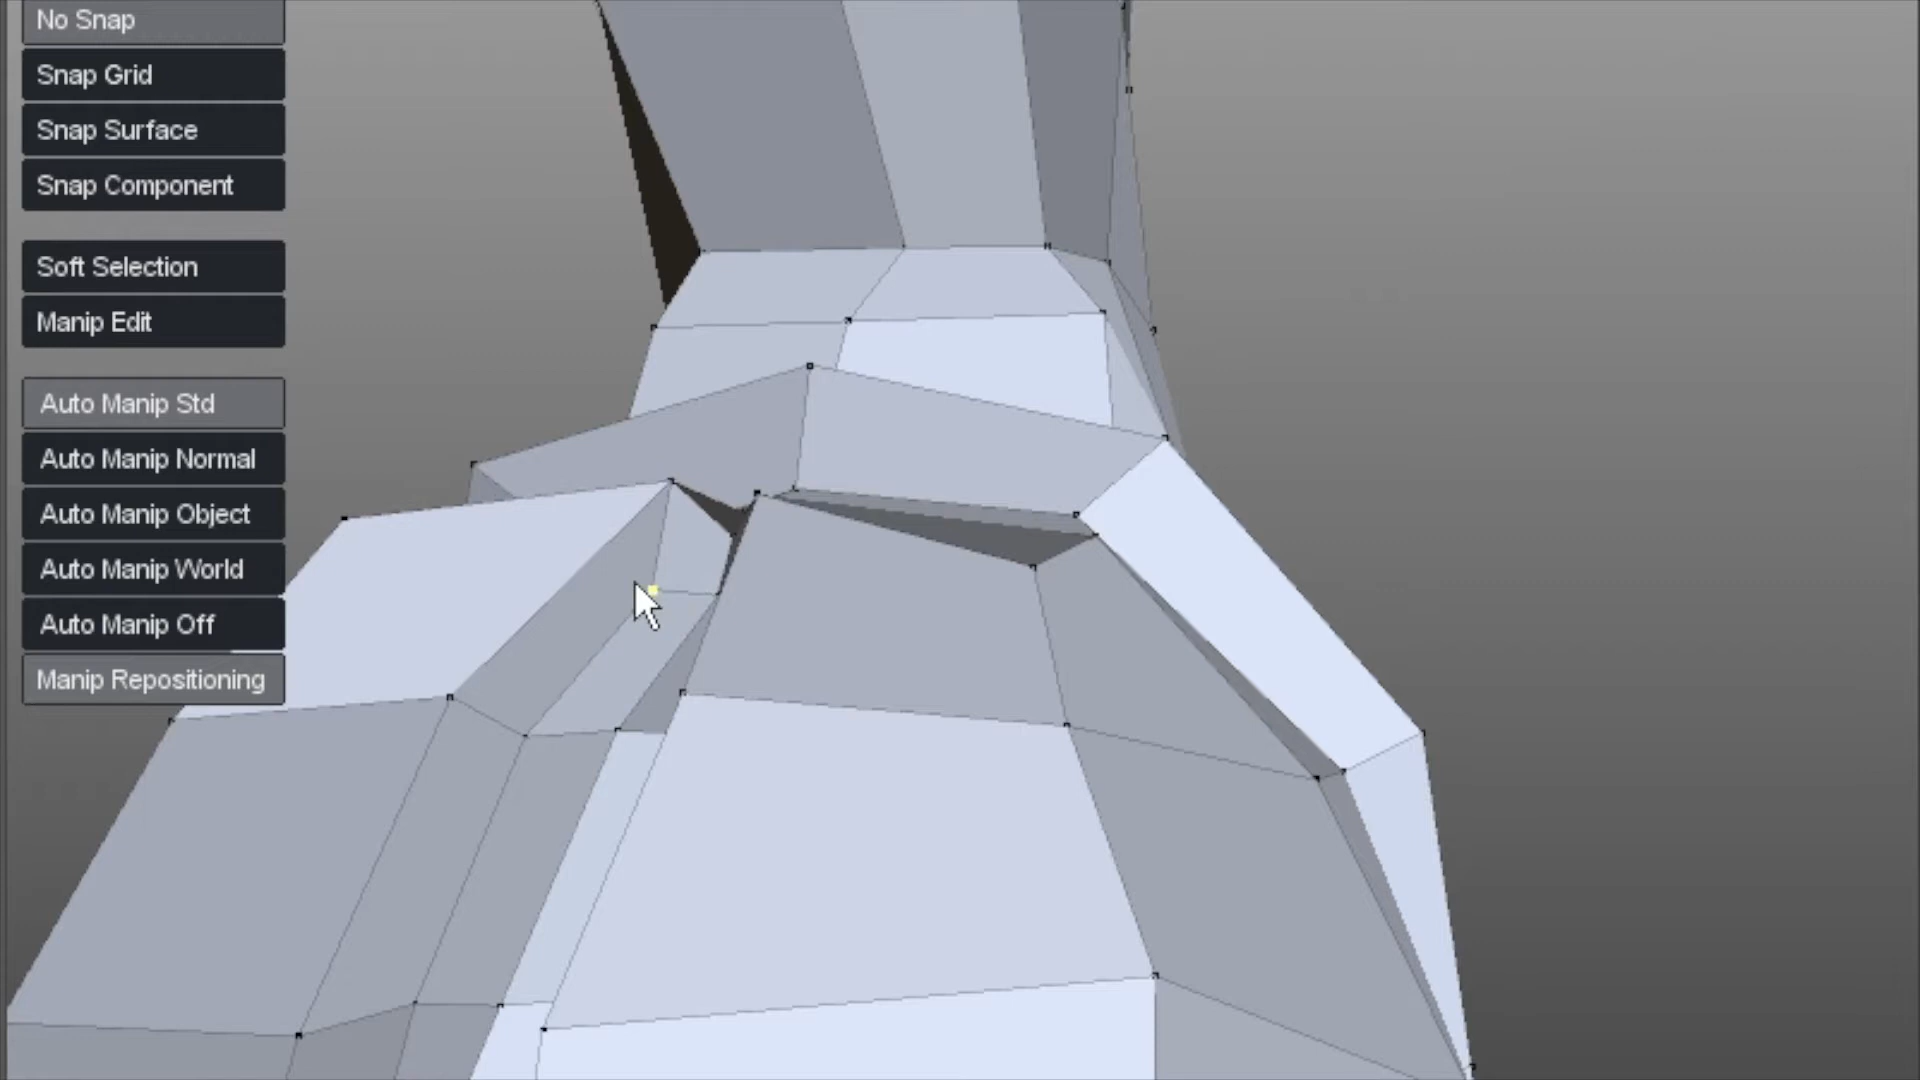 No Snap
Snap Grid
Snap Surface
Snap Component
Soft Selection
Manip Edit
Auto Manip Std
Auto Manip Normal
Auto Manip Object
Auto Manip World
Auto Manip Off
Manip Repositioning